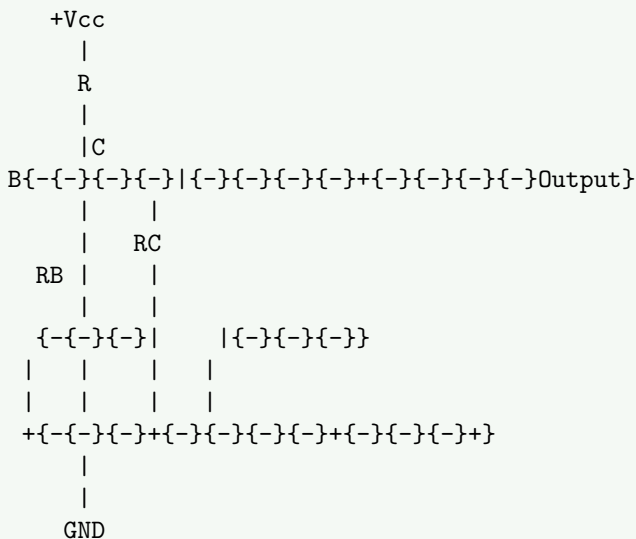 +Vcc
|
R
|
|C
B{-{-}{-}{-}|{-}{-}{-}{-}+{-}{-}{-}{-}Output}
| |
| RC
RB | |
| |
{-{-}{-}| |{-}{-}{-}}
| | | |
| | | |
+{-{-}{-}+{-}{-}{-}{-}+{-}{-}{-}+}
|
|
GND